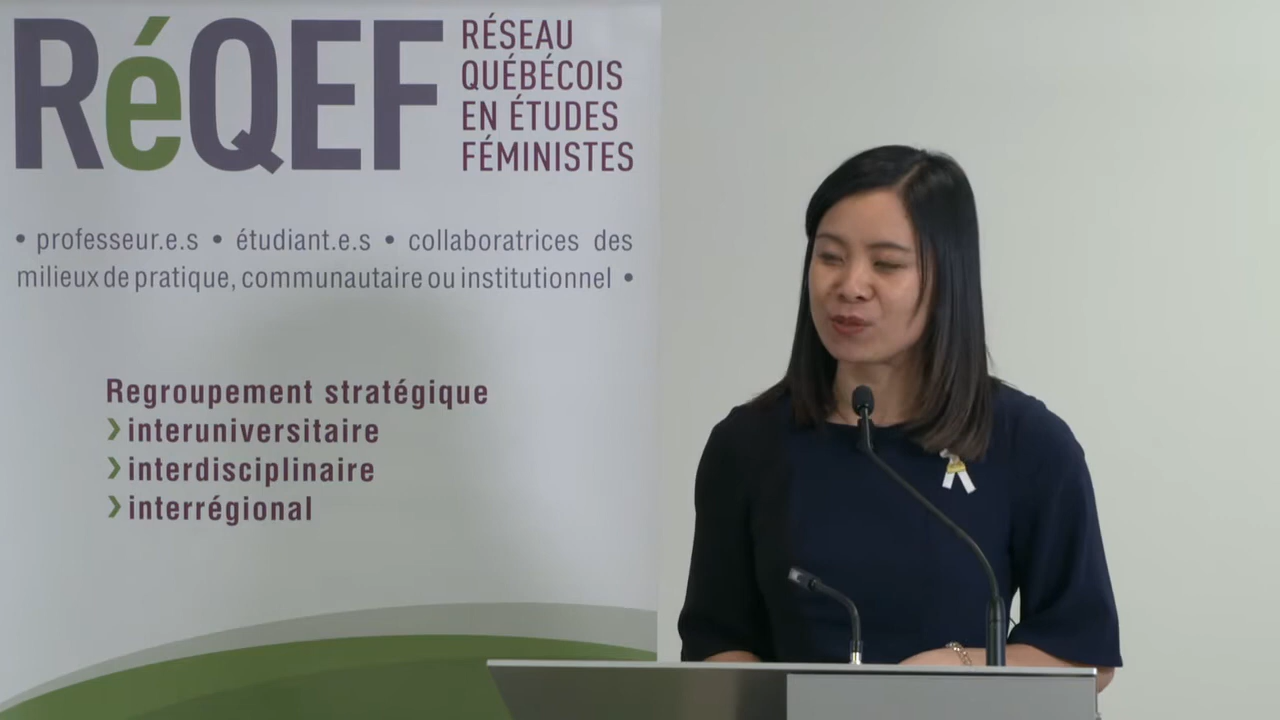 RéQEF
RÉSEAU
QUÉBÉCOIS
EN ÉTUDES
FÉMINISTES
• professeur.e.s • étudiant.e.s • collaboratrices des
milieux de pratique, communautaire ou institutionnel •
Regroupement stratégique
› interuniversitaire
› interdisciplinaire
› interrégional